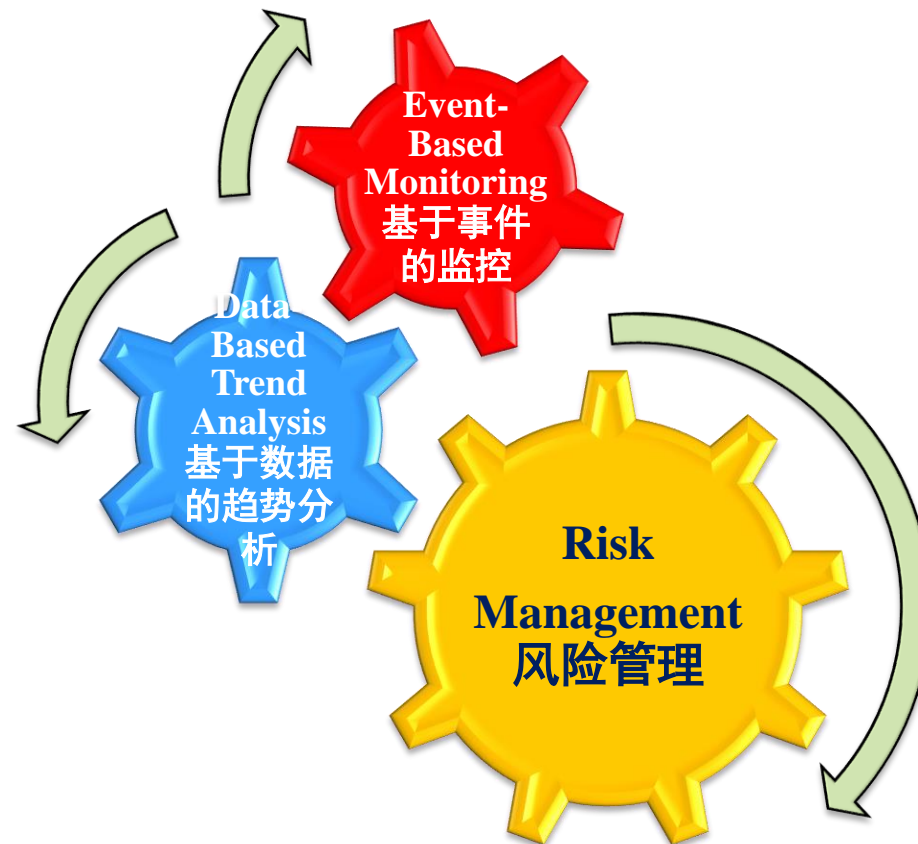 Event-
Based
Monitoring
基于事件
的监控
Data
Based
Trend
Analysis
基于数据
的趋势分
析
Risk
Management
风险管理